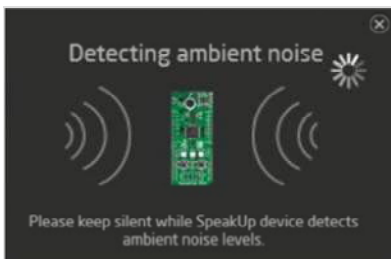 Detecting ambient noise
Please keep silent while SpeakUp device detects
ambient noise levels.